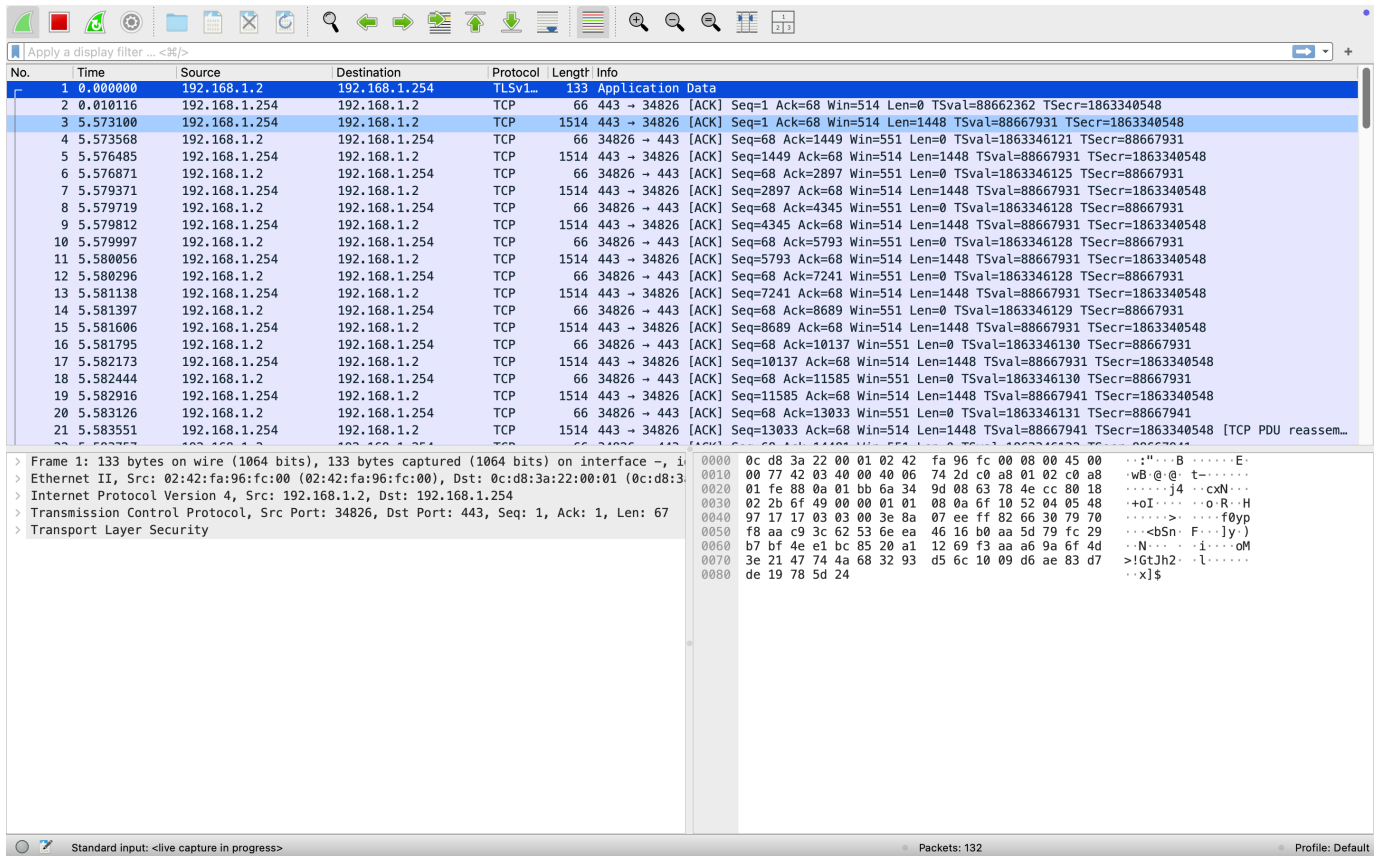 Apply a display filter ... <⌘/>
No. Time Source Destination Protocol Length Info
1 0.000000 192.168.1.2 192.168.1.254 TLSv1… 133 Application Data
2 0.010116 192.168.1.254 192.168.1.2 TCP 66 443 → 34826 [ACK] Seq=1 Ack=68 Win=514 Len=0 TSval=88662362 TSecr=1863340548
3 5.573100 192.168.1.254 192.168.1.2 TCP 1514 443 → 34826 [ACK] Seq=1 Ack=68 Win=514 Len=1448 TSval=88667931 TSecr=1863340548
4 5.573568 192.168.1.2 192.168.1.254 TCP 66 34826 → 443 [ACK] Seq=68 Ack=1449 Win=551 Len=0 TSval=1863346121 TSecr=88667931
5 5.576485 192.168.1.254 192.168.1.2 TCP 1514 443 → 34826 [ACK] Seq=1449 Ack=68 Win=514 Len=1448 TSval=88667931 TSecr=1863340548
6 5.576871 192.168.1.2 192.168.1.254 TCP 66 34826 → 443 [ACK] Seq=68 Ack=2897 Win=551 Len=0 TSval=1863346125 TSecr=88667931
7 5.579371 192.168.1.254 192.168.1.2 TCP 1514 443 → 34826 [ACK] Seq=2897 Ack=68 Win=514 Len=1448 TSval=88667931 TSecr=1863340548
8 5.579719 192.168.1.2 192.168.1.254 TCP 66 34826 → 443 [ACK] Seq=68 Ack=4345 Win=551 Len=0 TSval=1863346128 TSecr=88667931
9 5.579812 192.168.1.254 192.168.1.2 TCP 1514 443 → 34826 [ACK] Seq=4345 Ack=68 Win=514 Len=1448 TSval=88667931 TSecr=1863340548
10 5.579997 192.168.1.2 192.168.1.254 TCP 66 34826 → 443 [ACK] Seq=68 Ack=5793 Win=551 Len=0 TSval=1863346128 TSecr=88667931
11 5.580056 192.168.1.254 192.168.1.2 TCP 1514 443 → 34826 [ACK] Seq=5793 Ack=68 Win=514 Len=1448 TSval=88667931 TSecr=1863340548
12 5.580296 192.168.1.2 192.168.1.254 TCP 66 34826 → 443 [ACK] Seq=68 Ack=7241 Win=551 Len=0 TSval=1863346128 TSecr=88667931
13 5.581138 192.168.1.254 192.168.1.2 TCP 1514 443 → 34826 [ACK] Seq=7241 Ack=68 Win=514 Len=1448 TSval=88667931 TSecr=1863340548
14 5.581397 192.168.1.2 192.168.1.254 TCP 66 34826 → 443 [ACK] Seq=68 Ack=8689 Win=551 Len=0 TSval=1863346129 TSecr=88667931
15 5.581606 192.168.1.254 192.168.1.2 TCP 1514 443 → 34826 [ACK] Seq=8689 Ack=68 Win=514 Len=1448 TSval=88667931 TSecr=1863340548
16 5.581795 192.168.1.2 192.168.1.254 TCP 66 34826 → 443 [ACK] Seq=68 Ack=10137 Win=551 Len=0 TSval=1863346130 TSecr=88667931
17 5.582173 192.168.1.254 192.168.1.2 TCP 1514 443 → 34826 [ACK] Seq=10137 Ack=68 Win=514 Len=1448 TSval=88667931 TSecr=1863340548
18 5.582444 192.168.1.2 192.168.1.254 TCP 66 34826 → 443 [ACK] Seq=68 Ack=11585 Win=551 Len=0 TSval=1863346130 TSecr=88667931
19 5.582916 192.168.1.254 192.168.1.2 TCP 1514 443 → 34826 [ACK] Seq=11585 Ack=68 Win=514 Len=1448 TSval=88667941 TSecr=1863340548
20 5.583126 192.168.1.2 192.168.1.254 TCP 66 34826 → 443 [ACK] Seq=68 Ack=13033 Win=551 Len=0 TSval=1863346131 TSecr=88667941
21 5.583551 192.168.1.254 192.168.1.2 TCP 1514 443 → 34826 [ACK] Seq=13033 Ack=68 Win=514 Len=1448 TSval=88667941 TSecr=1863340548 [TCP PDU reassem…
Frame 1: 133 bytes on wire (1064 bits), 133 bytes captured (1064 bits) on interface -,
Ethernet II, Src: 02:42:fa:96:fc:00 (02:42:fa:96:fc:00), Dst: 0c:d8:3a:22:00:01 (0c:d8:3
Internet Protocol Version 4, Src: 192.168.1.2, Dst: 192.168.1.254
Transmission Control Protocol, Src Port: 34826, Dst Port: 443, Seq: 1, Ack: 1, Len: 67
Transport Layer Security
0000 0c d8 3a 22 00 01 02 42 fa 96 fc 00 08 00 45 00 ··:"···B ······E·
0010 00 77 42 03 40 00 40 06 74 2d c0 a8 01 02 c0 a8 ·wB·@·@· t-······
0020 01 fe 88 0a 01 bb 6a 34 9d 08 63 78 4e cc 80 18 ······j4 ··cxN···
0030 02 2b 6f 49 00 00 01 01 08 0a 6f 10 52 04 05 48 ·+oI···· ··o·R··H
0040 97 17 17 03 03 00 3e 8a 07 ee ff 82 66 30 79 70 ······>· ····f0yp
0050 f8 aa c9 3c 62 53 6e ea 46 16 b0 aa 5d 79 fc 29 ···<bSn· F···]y·)
0060 b7 bf 4e e1 bc 85 20 a1 12 69 f3 aa a6 9a 6f 4d ··N··· · ·i····oM
0070 3e 21 47 74 4a 68 32 93 d5 6c 10 09 d6 ae 83 d7 >!GtJh2· ·l······
0080 de 19 78 5d 24 ··x]$
Standard input: <live capture in progress> Packets: 132 Profile: Default